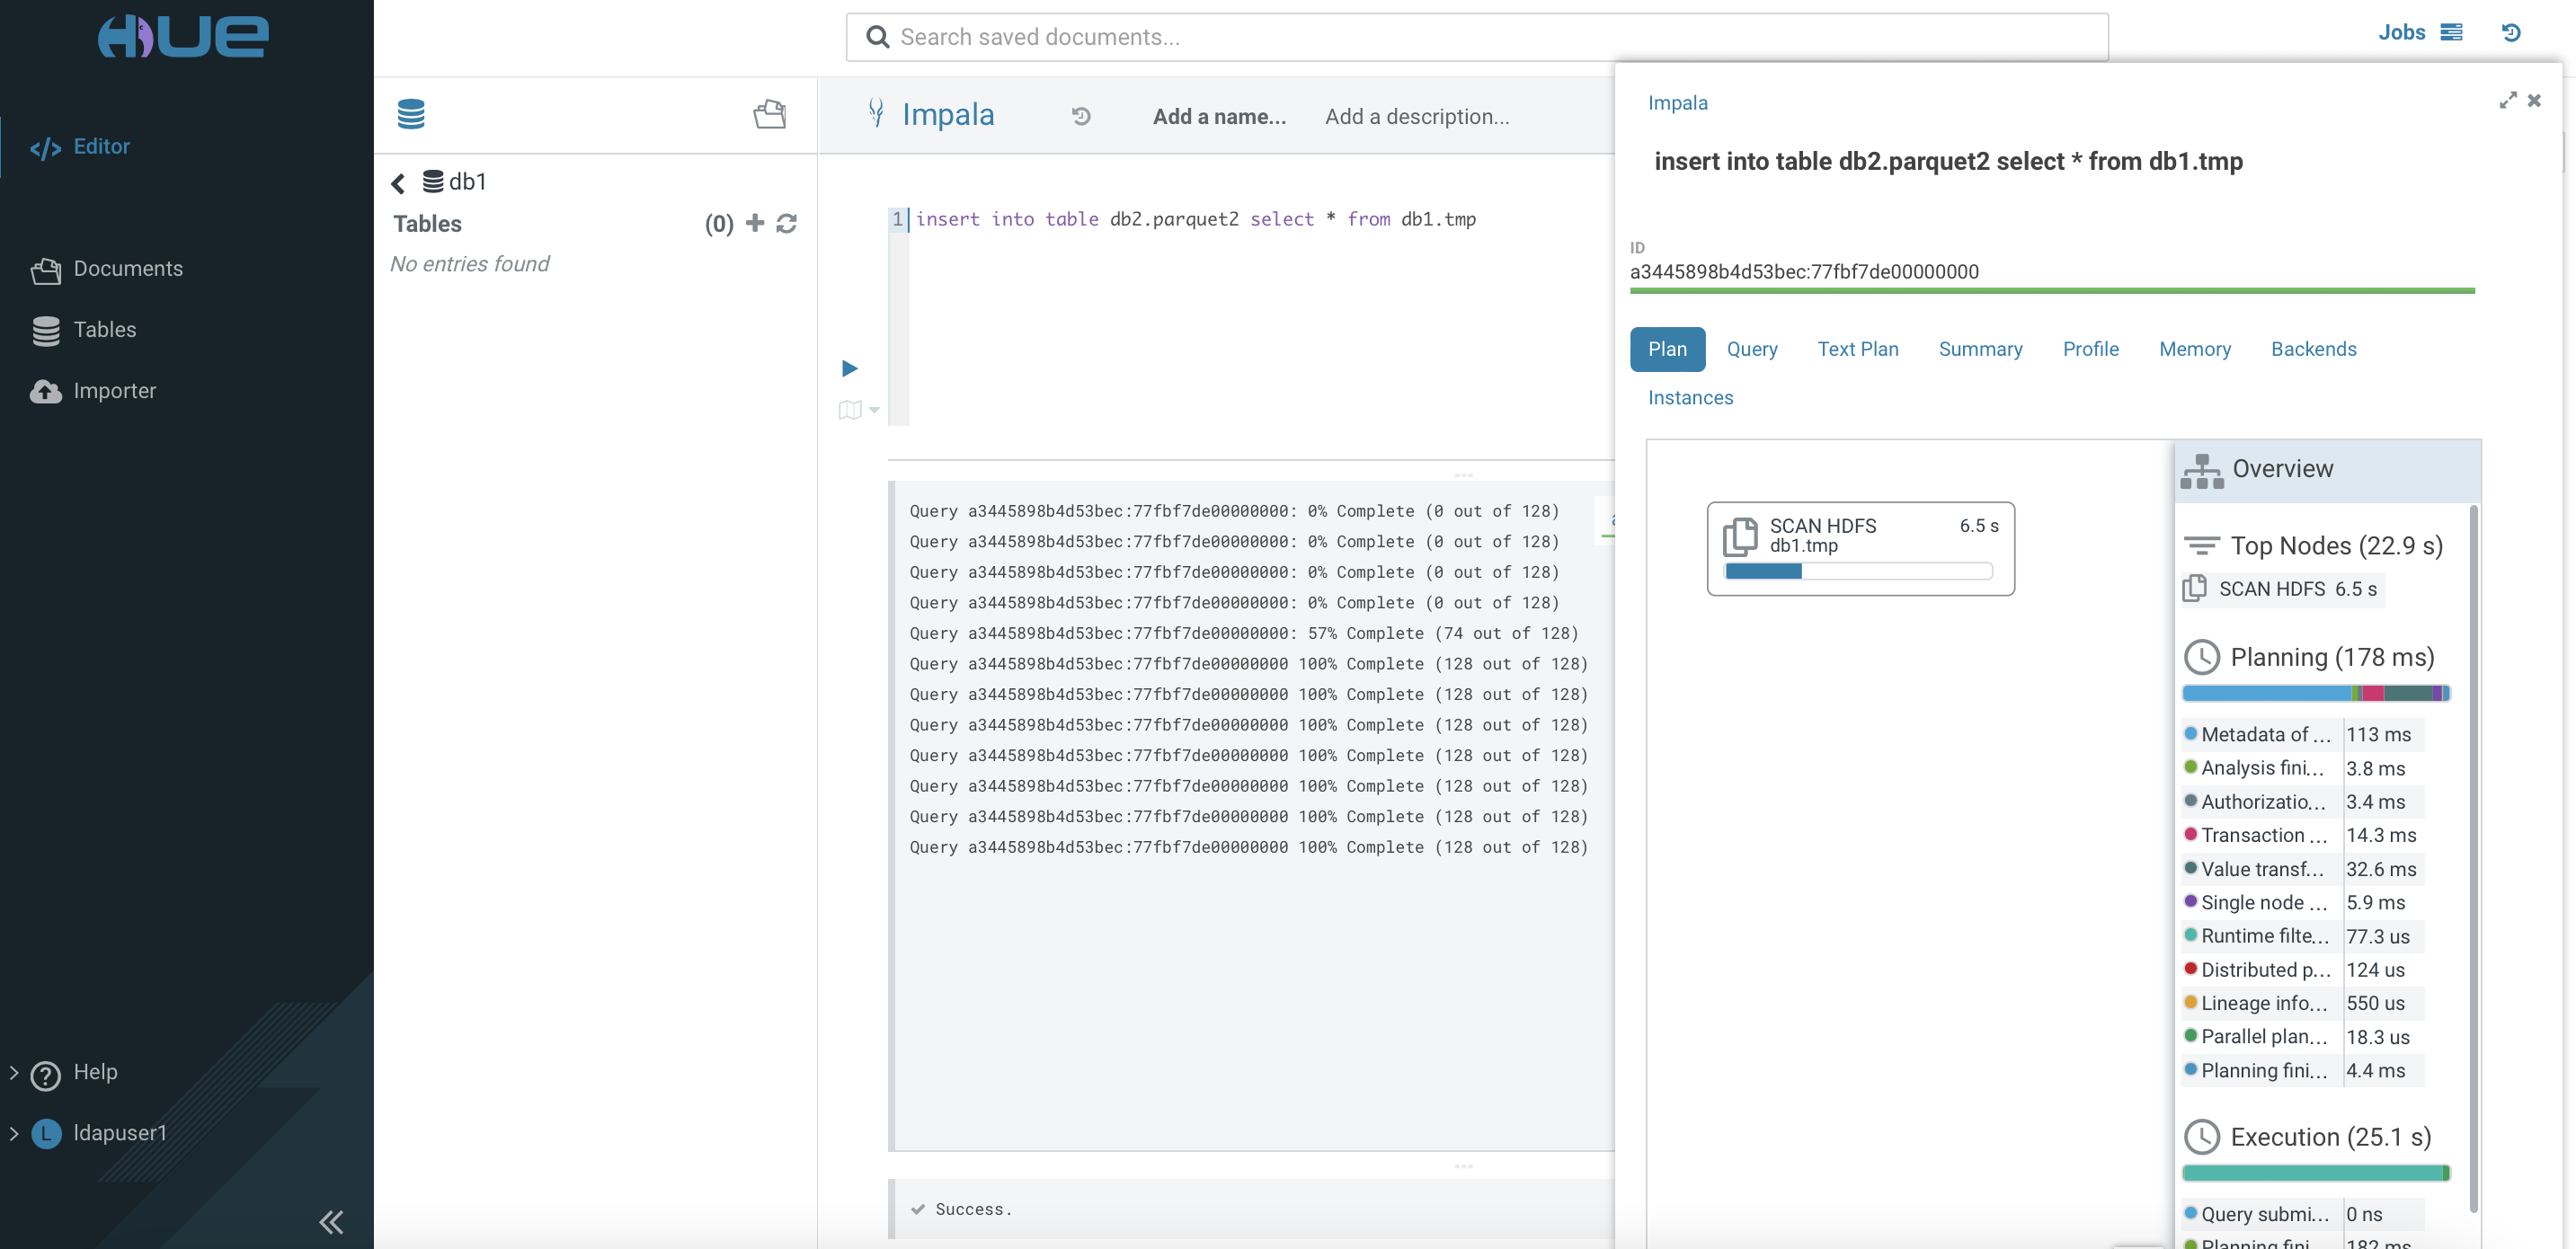 HUE
Editor
Documents
Tables
Importer
Help
L ldapuser1
Search saved documents...
Jobs
db1
Tables (0)
No entries found
Impala Add a name... Add a description...
1 insert into table db2.parquet2 select * from db1.tmp
Query a3445898b4d53bec:77fbf7de00000000: 0% Complete (0 out of 128)
Query a3445898b4d53bec:77fbf7de00000000: 0% Complete (0 out of 128)
Query a3445898b4d53bec:77fbf7de00000000: 0% Complete (0 out of 128)
Query a3445898b4d53bec:77fbf7de00000000: 0% Complete (0 out of 128)
Query a3445898b4d53bec:77fbf7de00000000: 57% Complete (74 out of 128)
Query a3445898b4d53bec:77fbf7de00000000 100% Complete (128 out of 128)
Query a3445898b4d53bec:77fbf7de00000000 100% Complete (128 out of 128)
Query a3445898b4d53bec:77fbf7de00000000 100% Complete (128 out of 128)
Query a3445898b4d53bec:77fbf7de00000000 100% Complete (128 out of 128)
Query a3445898b4d53bec:77fbf7de00000000 100% Complete (128 out of 128)
Query a3445898b4d53bec:77fbf7de00000000 100% Complete (128 out of 128)
Query a3445898b4d53bec:77fbf7de00000000 100% Complete (128 out of 128)
Success.
Impala
insert into table db2.parquet2 select * from db1.tmp
ID
a3445898b4d53bec:77fbf7de00000000
Plan Query Text Plan Summary Profile Memory Backends
Instances
SCAN HDFS 6.5 s
db1.tmp
Overview
Top Nodes (22.9 s)
SCAN HDFS 6.5 s
Planning (178 ms)
Metadata of ... 113 ms
Analysis fini... 3.8 ms
Authorizatio... 3.4 ms
Transaction ... 14.3 ms
Value transf... 32.6 ms
Single node ... 5.9 ms
Runtime filte... 77.3 us
Distributed p... 124 us
Lineage info... 550 us
Parallel plan... 18.3 us
Planning fini... 4.4 ms
Execution (25.1 s)
Query submi... 0 ns
Planning fini... 182 ms